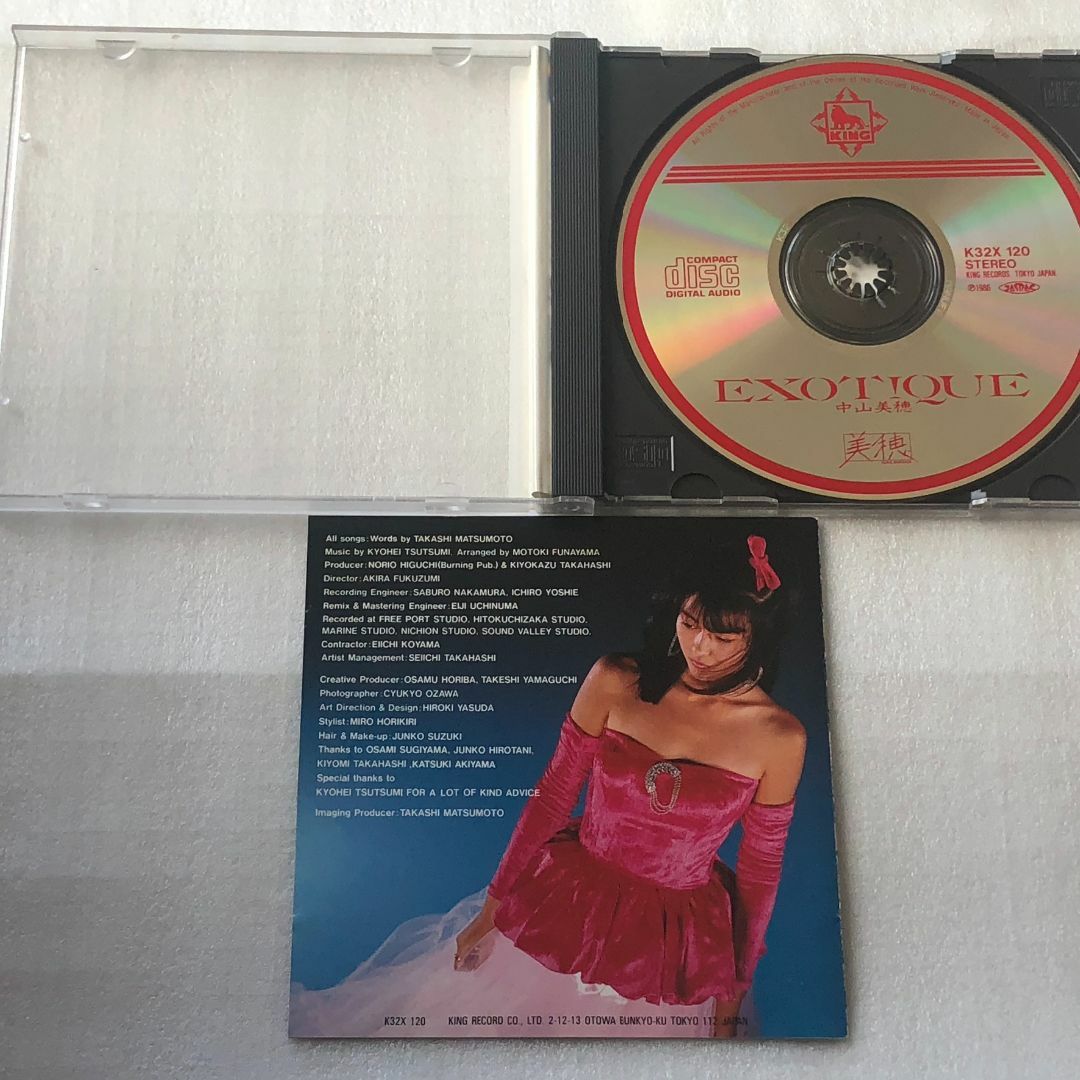 All Rights of the Manufacturer and of the Owner of the Recorded Work Reserved. Made in Japan
KING
COMPACT
disc
DIGITAL AUDIO
K32X 120
STEREO
KING RECORDS. TOKYO JAPAN.
℗1986 JASRAC
EXOTIQUE
中山美穂
美穂
All songs:Words by TAKASHI MATSUMOTO
Music by KYOHEI TSUTSUMI, Arranged by MOTOKI FUNAYAMA
Producer:NORIO HIGUCHI(Burning Pub.) & KIYOKAZU TAKAHASHI
Director:AKIRA FUKUZUMI
Recording Engineer:SABURO NAKAMURA, ICHIRO YOSHIE
Remix & Mastering Engineer:EIJI UCHINUMA
Recorded at FREE PORT STUDIO, HITOKUCHIZAKA STUDIO,
MARINE STUDIO, NICHION STUDIO, SOUND VALLEY STUDIO.
Contractor:EIICHI KOYAMA
Artist Management:SEIICHI TAKAHASHI
Creative Producer:OSAMU HORIBA, TAKESHI YAMAGUCHI
Photographer:CYUKYO OZAWA
Art Direction & Design:HIROKI YASUDA
Stylist:MIRO HORIKIRI
Hair & Make-up:JUNKO SUZUKI
Thanks to OSAMI SUGIYAMA, JUNKO HIROTANI,
KIYOMI TAKAHASHI ,KATSUKI AKIYAMA
Special thanks to
KYOHEI TSUTSUMI FOR A LOT OF KIND ADVICE
Imaging Producer:TAKASHI MATSUMOTO
K32X 120 KING RECORD CO., LTD. 2-12-13 OTOWA BUNKYO-KU TOKYO 112 JAPAN